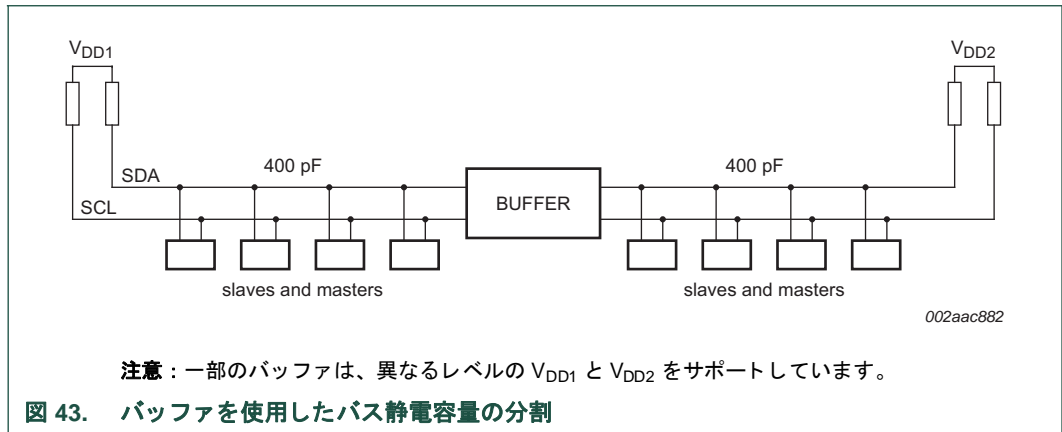 VDD1 VDD2
400 pF 400 pF
SDA
BUFFER
SCL
slaves and masters slaves and masters
002aac882
注意：一部のバッファは、異なるレベルの VDD1 と VDD2 をサポートしています。
図 43. バッファを使用したバス静電容量の分割